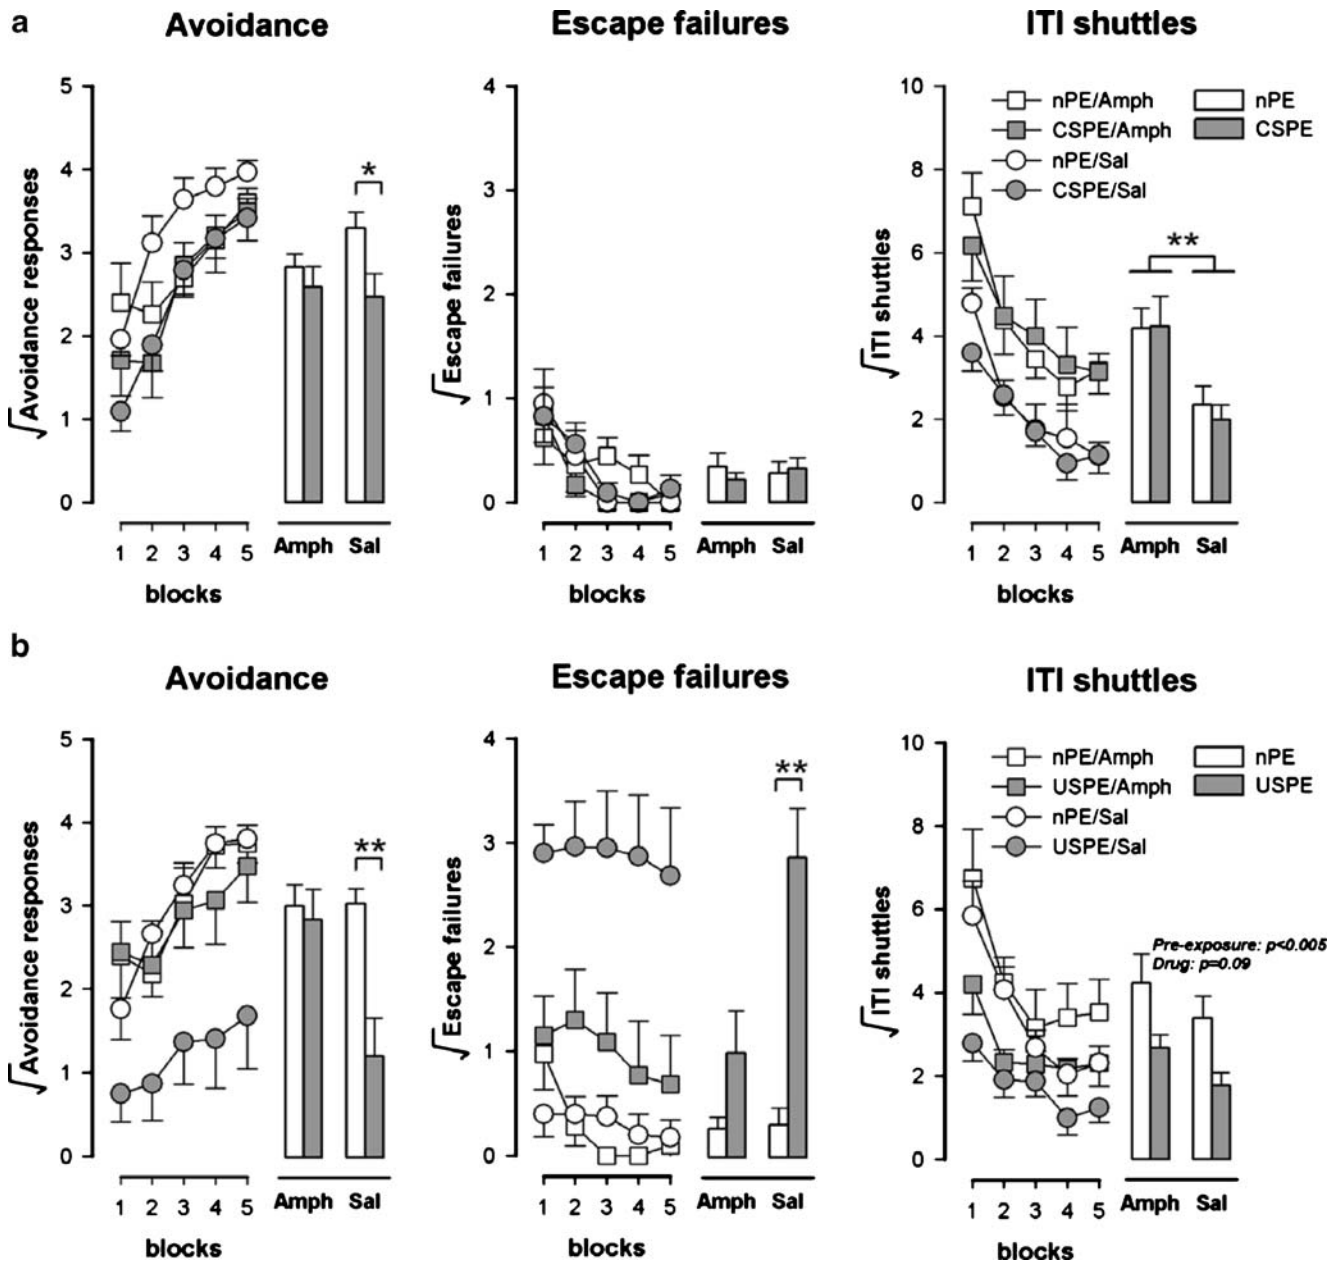 a
Avoidance
Escape failures
ITI shuttles
5
4
3
2
1
0
√Avoidance responses
*
1 2 3 4 5
Amph Sal
blocks
4
3
2
1
0
√Escape failures
1 2 3 4 5
Amph Sal
blocks
10
8
6
4
2
0
√ITI shuttles
nPE/Amph
CSPE/Amph
nPE/Sal
CSPE/Sal
nPE
CSPE
**
1 2 3 4 5
Amph Sal
blocks
b
Avoidance
Escape failures
ITI shuttles
5
4
3
2
1
0
√Avoidance responses
**
1 2 3 4 5
Amph Sal
blocks
4
3
2
1
0
√Escape failures
**
1 2 3 4 5
Amph Sal
blocks
10
8
6
4
2
0
√ITI shuttles
nPE/Amph
USPE/Amph
nPE/Sal
USPE/Sal
nPE
USPE
Pre-exposure: p<0.005
Drug: p=0.09
1 2 3 4 5
Amph Sal
blocks